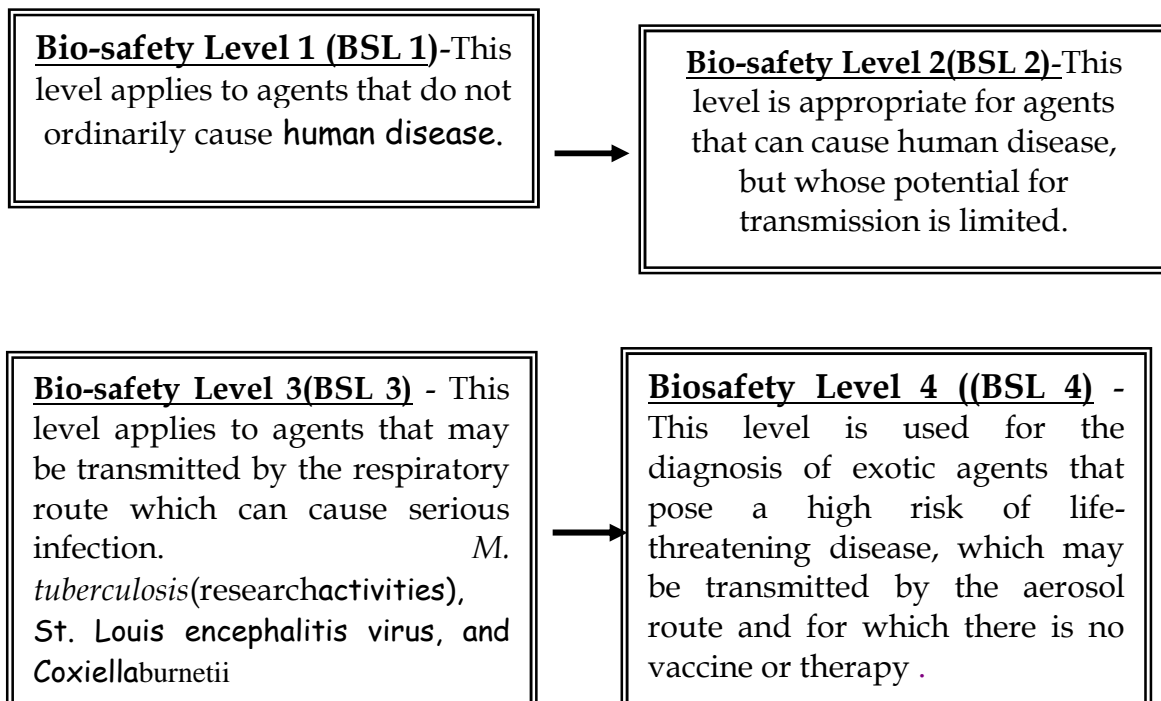 Bio-safety Level 1 (BSL 1)-This
level applies to agents that do not
ordinarily cause human disease.
Bio-safety Level 2(BSL 2)-This
level is appropriate for agents
that can cause human disease,
but whose potential for
transmission is limited.
Bio-safety Level 3(BSL 3) - This
level applies to agents that may
be transmitted by the respiratory
route which can cause serious
infection. M.
tuberculosis(researchactivities),
St. Louis encephalitis virus, and
Coxiellaburnetii
Biosafety Level 4 ((BSL 4) -
This level is used for the
diagnosis of exotic agents that
pose a high risk of life-
threatening disease, which may
be transmitted by the aerosol
route and for which there is no
vaccine or therapy .